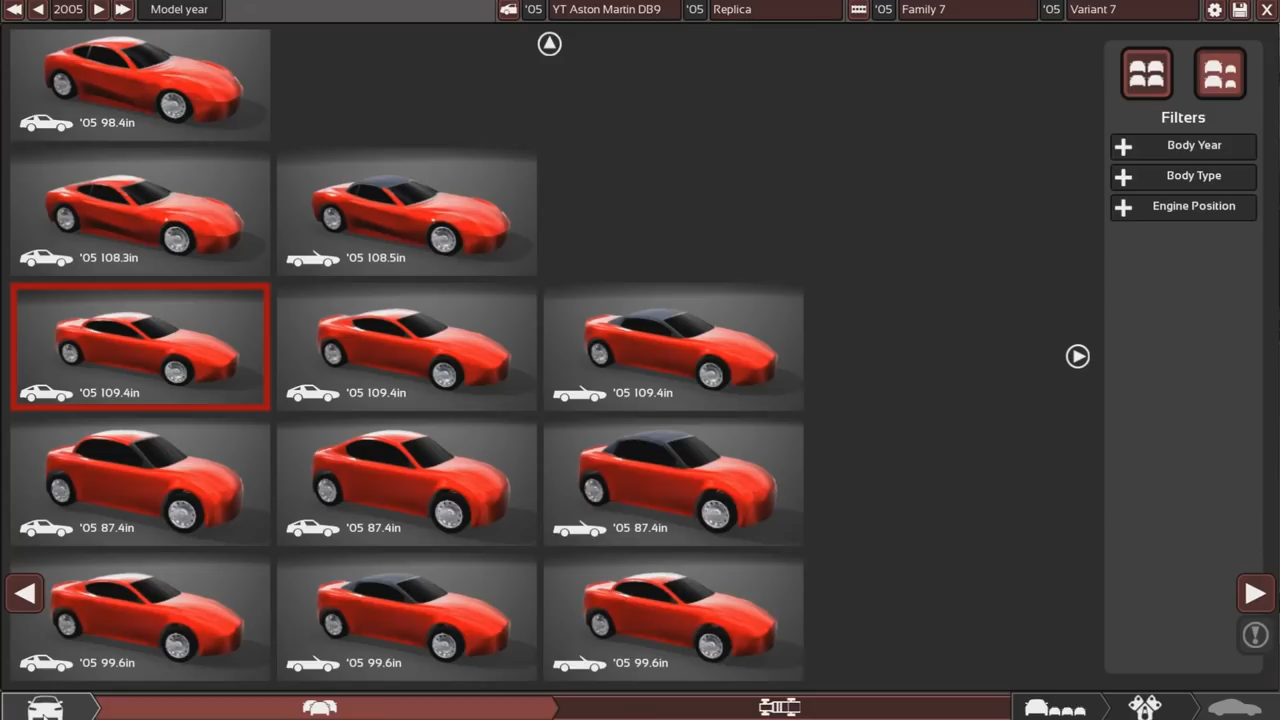 2005 Model year '05 YT Aston Martin DB9 '05 Replica '05 Family 7 '05 Variant 7
'05 98.4in
Filters
Body Year
Body Type
Engine Position
'05 108.3in '05 108.5in
'05 109.4in '05 109.4in '05 109.4in
'05 87.4in '05 87.4in '05 87.4in
'05 99.6in '05 99.6in '05 99.6in